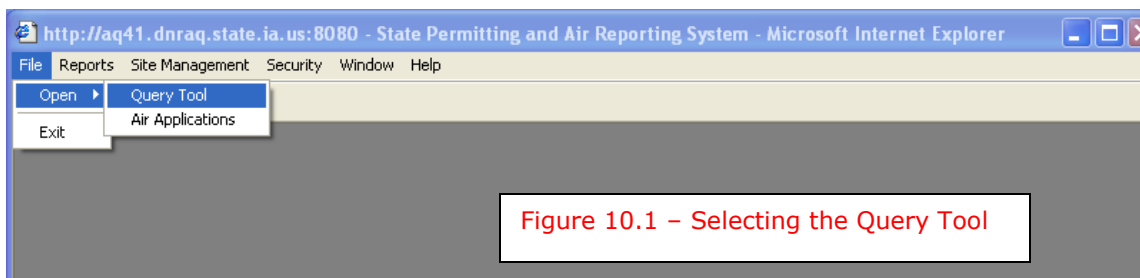 http://aq41.dnraq.state.ia.us:8080 - State Permitting and Air Reporting System - Microsoft Internet Explorer
File Reports Site Management Security Window Help
Open Query Tool
Air Applications
Exit
Figure 10.1 – Selecting the Query Tool